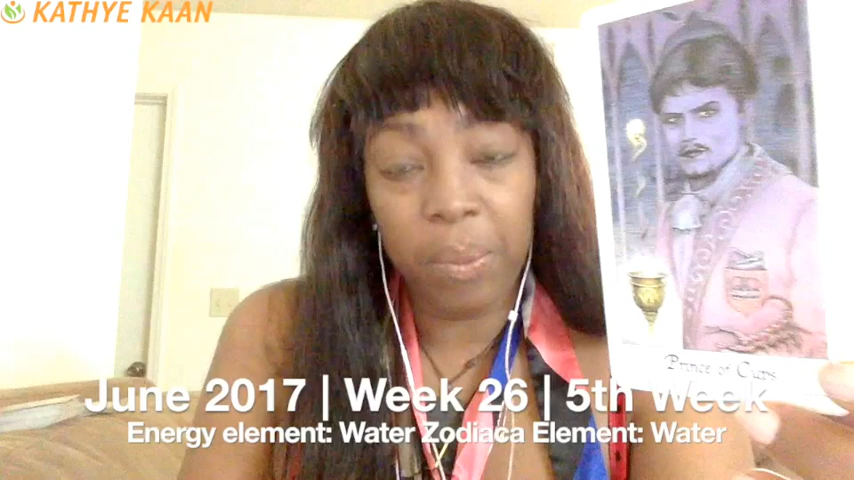 KATHYE KAAN
Prince of Cups
June 2017 | Week 26 | 5th Week
Energy element: Water Zodiaca Element: Water